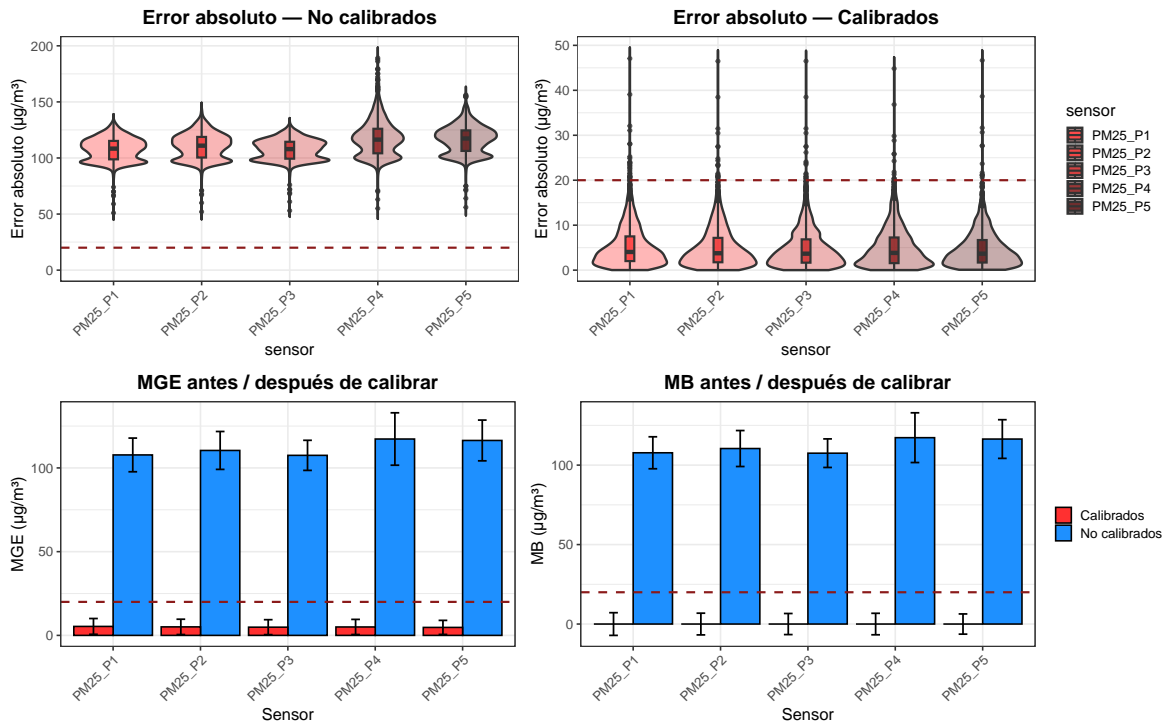 Error absoluto — No calibrados
Error absoluto (µg/m³)
200
150
100
50
0
PM25_P1
PM25_P2
PM25_P3
PM25_P4
PM25_P5
sensor
Error absoluto — Calibrados
Error absoluto (µg/m³)
50
40
30
20
10
0
PM25_P1
PM25_P2
PM25_P3
PM25_P4
PM25_P5
sensor
sensor
PM25_P1
PM25_P2
PM25_P3
PM25_P4
PM25_P5
MGE antes / después de calibrar
MGE (µg/m³)
100
50
0
PM25_P1
PM25_P2
PM25_P3
PM25_P4
PM25_P5
Sensor
MB antes / después de calibrar
MB (µg/m³)
100
50
0
PM25_P1
PM25_P2
PM25_P3
PM25_P4
PM25_P5
Sensor
Calibrados
No calibrados